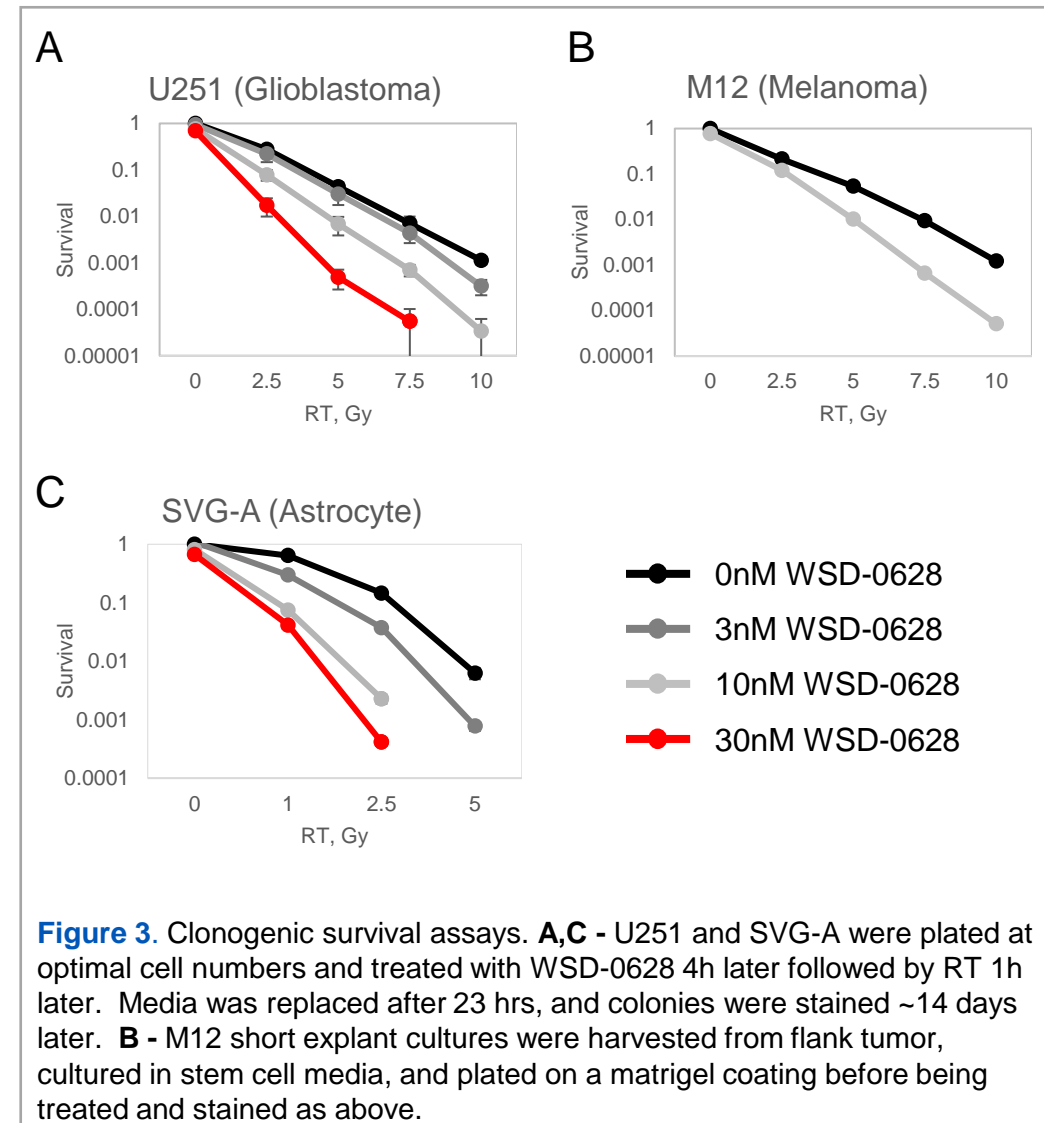 A
U251 (Glioblastoma)
1
0.1
0.01
0.001
0.0001
0.00001
Survival
0 2.5 5 7.5 10
RT, Gy
B
M12 (Melanoma)
1
0.1
0.01
0.001
0.0001
0.00001
Survival
0 2.5 5 7.5 10
RT, Gy
C
SVG-A (Astrocyte)
1
0.1
0.01
0.001
0.0001
Survival
0 1 2.5 5
RT, Gy
0nM WSD-0628
3nM WSD-0628
10nM WSD-0628
30nM WSD-0628
Figure 3. Clonogenic survival assays. A,C - U251 and SVG-A were plated at
optimal cell numbers and treated with WSD-0628 4h later followed by RT 1h
later. Media was replaced after 23 hrs, and colonies were stained ~14 days
later. B - M12 short explant cultures were harvested from flank tumor,
cultured in stem cell media, and plated on a matrigel coating before being
treated and stained as above.